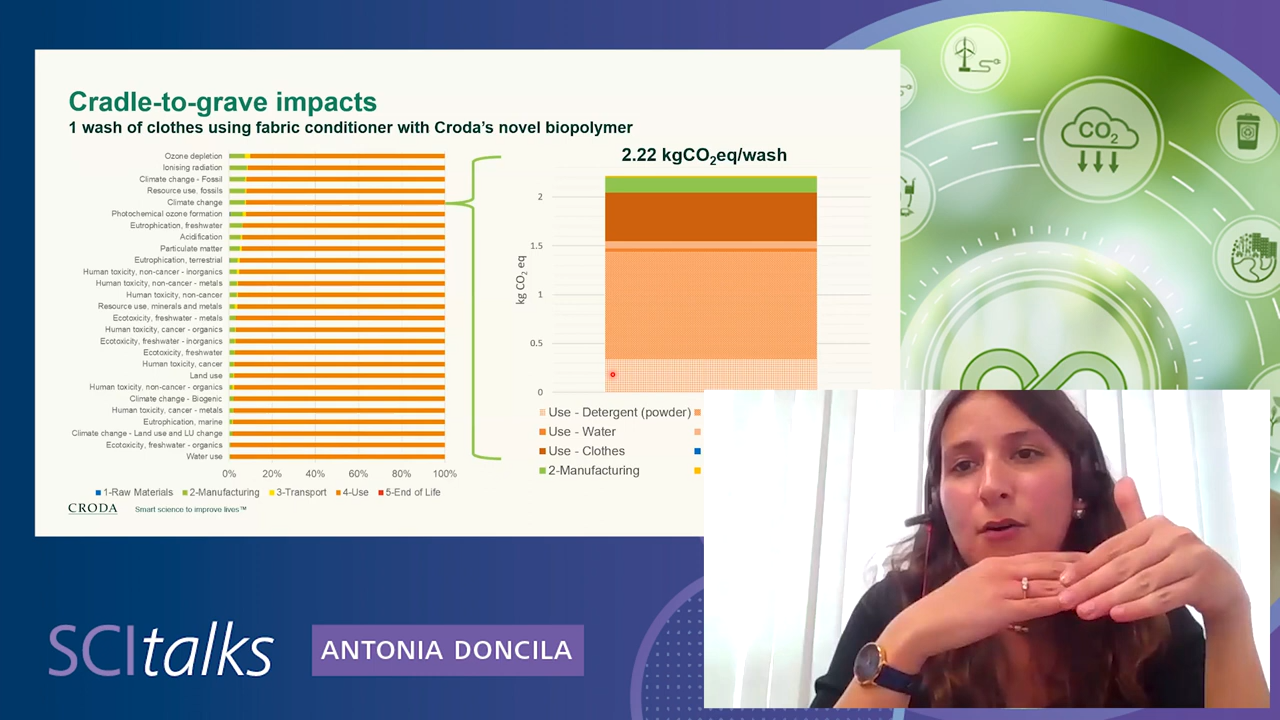 Cradle-to-grave impacts
1 wash of clothes using fabric conditioner with Croda's novel biopolymer
Ozone depletion
Ionising radiation
Climate change - Fossil
Resource use. fossils
Climate change
Photochemical ozone formation
Eutrophication, freshwater
Acidification
Particulate matter
Eutrophication, terrestrial
Human toxicity, non-cancer - inorganics
Human toxicity, non-cancer - metals
Human toxicity, non-cancer
Resource use, minerals and metals
Ecotoxicity, freshwater - metals
Human toxicity, cancer - organics
Ecotoxicity, freshwater - inorganics
Ecotoxicity, freshwater
Human toxicity, cancer
Land use
Human toxicity, non-cancer - organics
Climate change - Biogenic
Human toxicity, cancer - metals
Eutrophication, marine
Climate change - Land use and LU change
Ecotoxicity, freshwater - organics
Water use
0% 20% 40% 60% 80% 100%
1-Raw Materials 2-Manufacturing 3-Transport 4-Use 5-End of Life
CRODA Smart science to improve lives™
2.22 kgCO₂eq/wash
kg CO₂ eq
2
1.5
1
0.5
0
Use - Detergent (powder)
Use - Water
Use - Clothes
2-Manufacturing
CO₂
SCItalks
ANTONIA DONCILA